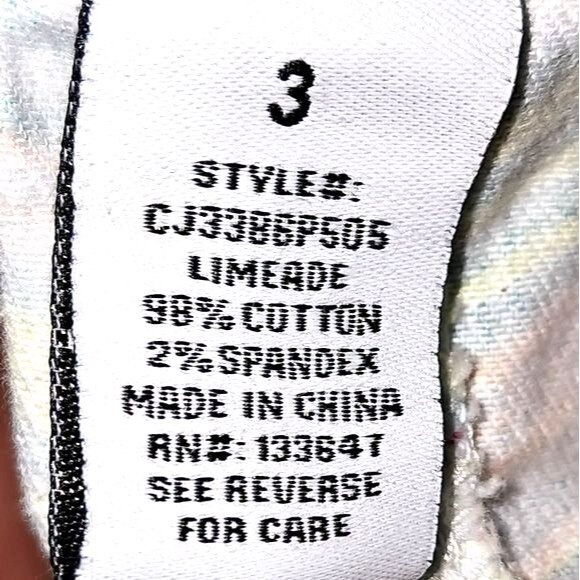 3
STYLE#:
CJ3386P505
LIMEADE
98% COTTON
2% SPANDEX
MADE IN CHINA
RN#: 133647
SEE REVERSE
FOR CARE